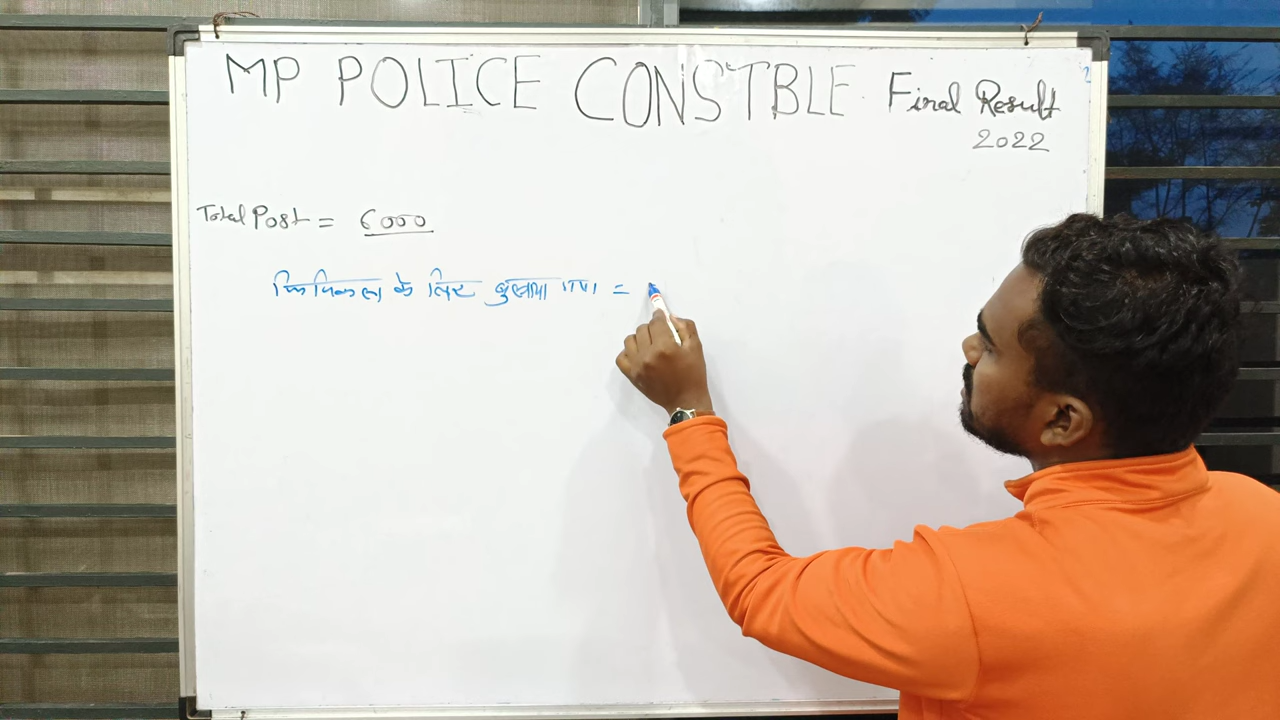 MP POLICE CONSTBLE Final Result
2022
Total Post = 6000
फिजिकल के लिए बुलाया गया =